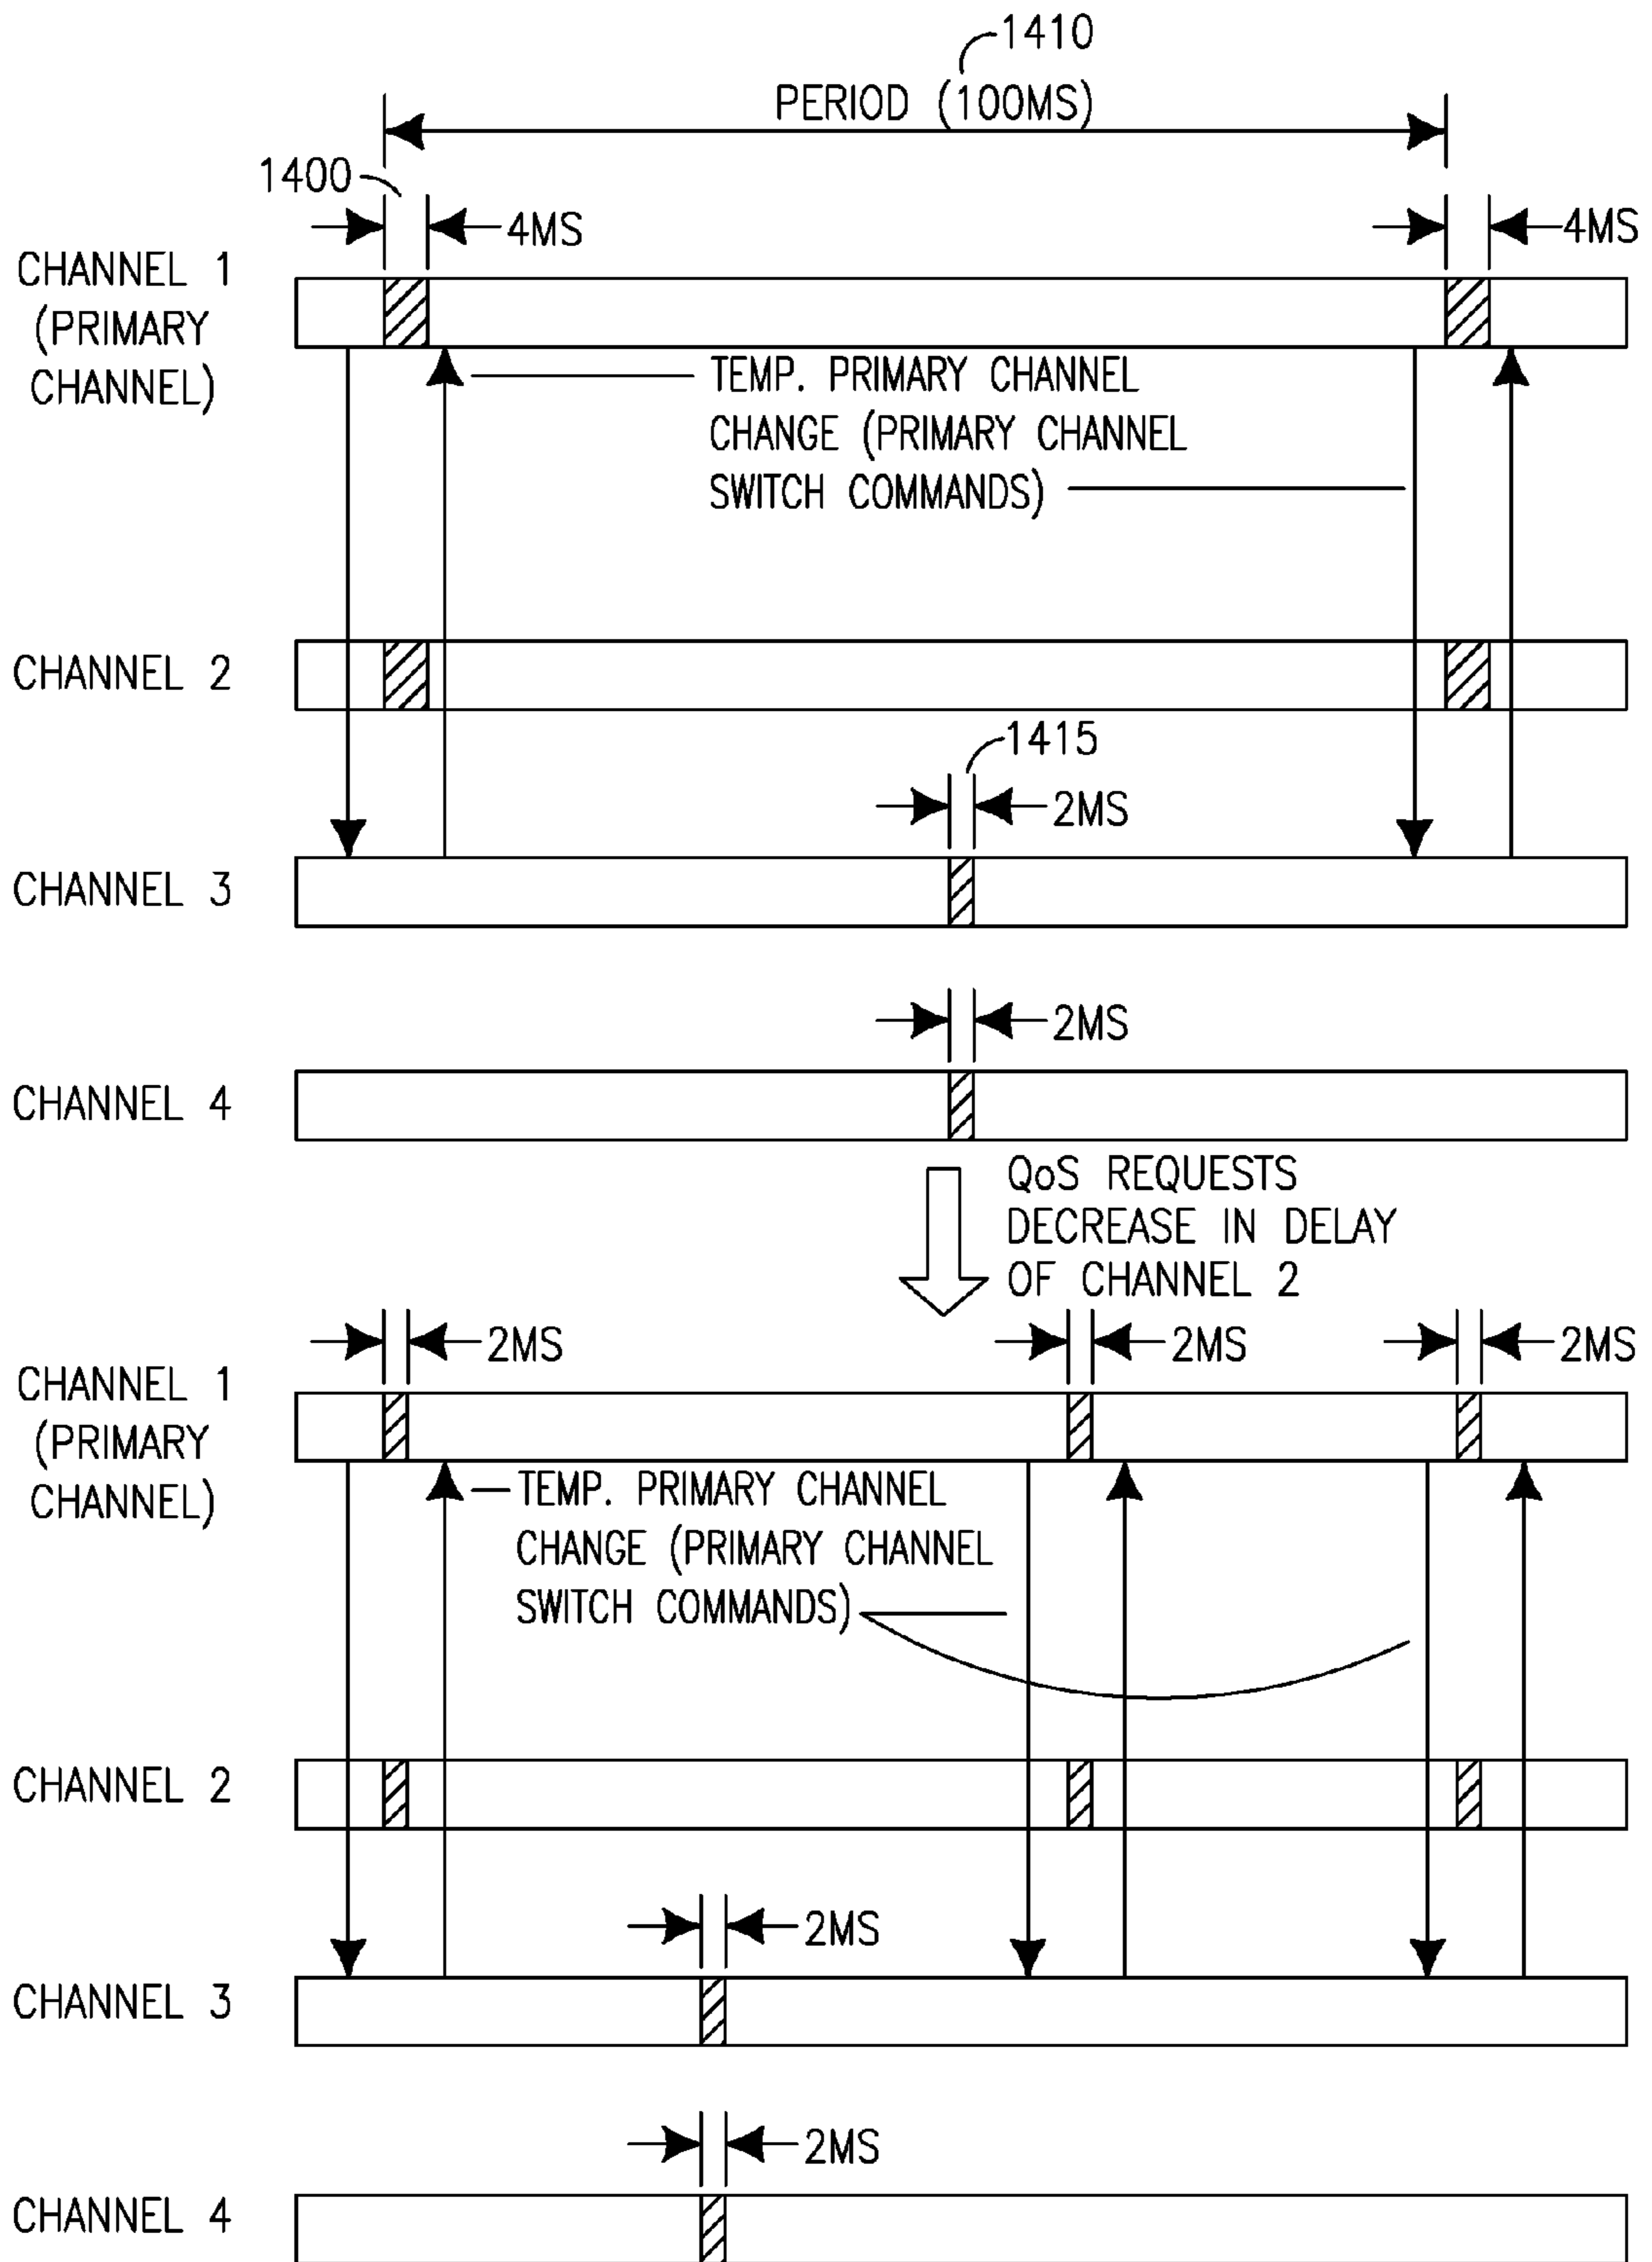 1410
PERIOD (100MS)
1400
4MS
4MS
CHANNEL 1
(PRIMARY
CHANNEL)
TEMP. PRIMARY CHANNEL
CHANGE (PRIMARY CHANNEL
SWITCH COMMANDS)
CHANNEL 2
1415
2MS
CHANNEL 3
2MS
CHANNEL 4
QoS REQUESTS
DECREASE IN DELAY
OF CHANNEL 2
2MS
2MS
2MS
CHANNEL 1
(PRIMARY
CHANNEL)
TEMP. PRIMARY CHANNEL
CHANGE (PRIMARY CHANNEL
SWITCH COMMANDS)
CHANNEL 2
2MS
CHANNEL 3
2MS
CHANNEL 4